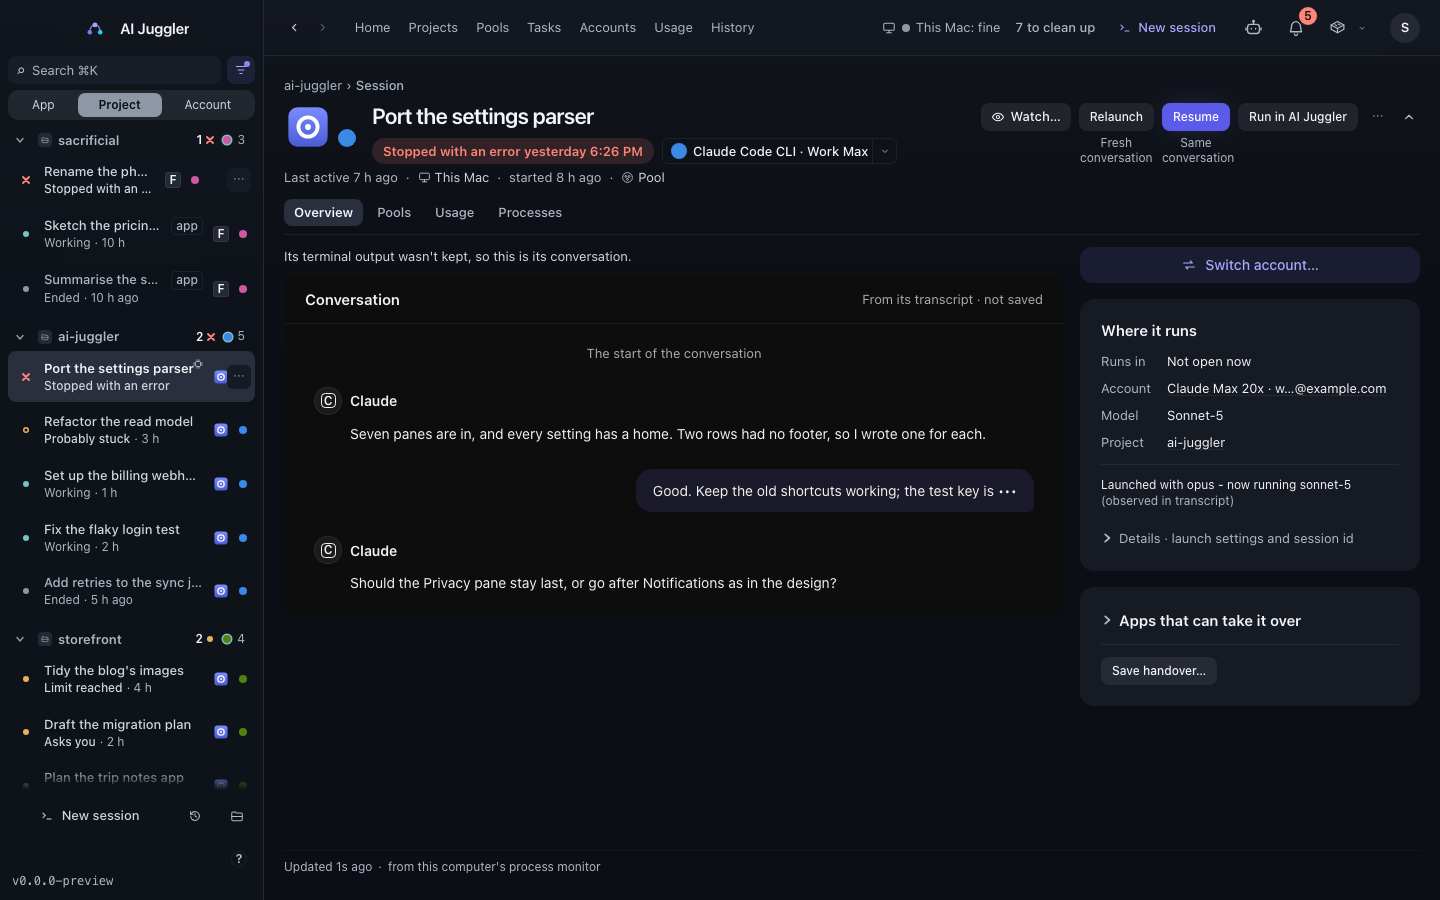 AI Juggler
Search ⌘K
App Project Account
sacrificial 1 3
Rename the ph...
Stopped with an ... F
Sketch the pricin... app
Working · 10 h F
Summarise the s... app
Ended · 10 h ago F
ai-juggler 2 5
Port the settings parser
Stopped with an error
Refactor the read model
Probably stuck · 3 h
Set up the billing webh...
Working · 1 h
Fix the flaky login test
Working · 2 h
Add retries to the sync j...
Ended · 5 h ago
storefront 2 4
Tidy the blog's images
Limit reached · 4 h
Draft the migration plan
Asks you · 2 h
Plan the trip notes app
New session
?
v0.0.0-preview
Home Projects Pools Tasks Accounts Usage History This Mac: fine 7 to clean up New session 5 S
ai-juggler › Session
Port the settings parser
Watch... Relaunch Resume Run in AI Juggler ...
Fresh conversation
Same conversation
Stopped with an error yesterday 6:26 PM Claude Code CLI · Work Max
Last active 7 h ago · This Mac · started 8 h ago · Pool
Overview Pools Usage Processes
Its terminal output wasn't kept, so this is its conversation.
Conversation From its transcript · not saved
The start of the conversation
C Claude
Seven panes are in, and every setting has a home. Two rows had no footer, so I wrote one for each.
Good. Keep the old shortcuts working; the test key is •••
C Claude
Should the Privacy pane stay last, or go after Notifications as in the design?
Switch account...
Where it runs
Runs in Not open now
Account Claude Max 20x · w...@example.com
Model Sonnet-5
Project ai-juggler
Launched with opus - now running sonnet-5
(observed in transcript)
Details · launch settings and session id
Apps that can take it over
Save handover...
Updated 1s ago · from this computer's process monitor